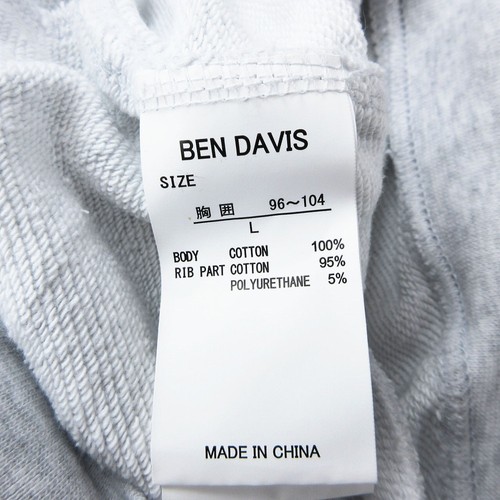 BEN DAVIS
SIZE
胸囲 96～104
L
BODY COTTON 100%
RIB PART COTTON 95%
POLYURETHANE 5%
MADE IN CHINA